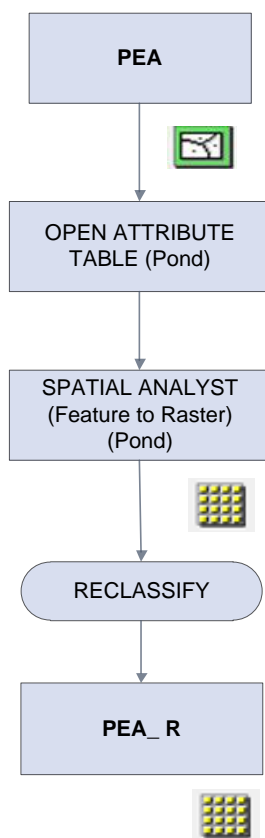 PEA
OPEN ATTRIBUTE
TABLE (Pond)
SPATIAL ANALYST
(Feature to Raster)
(Pond)
RECLASSIFY
PEA_ R